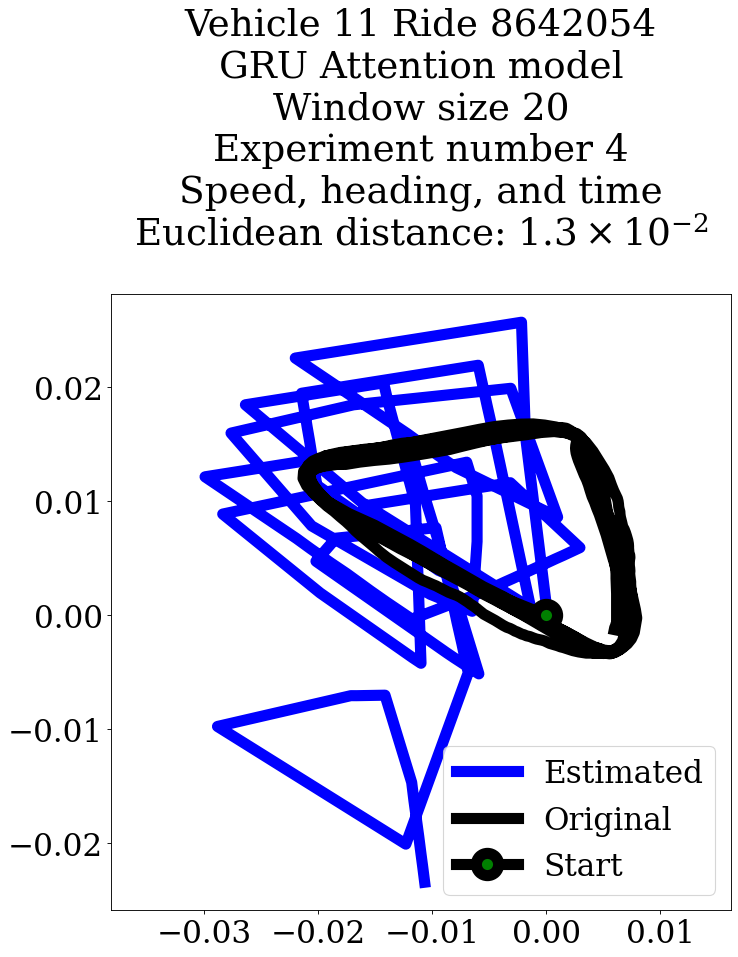 Vehicle 11 Ride 8642054
GRU Attention model
Window size 20
Experiment number 4
Speed, heading, and time
Euclidean distance: 1.3 × 10⁻²
0.02
0.01
0.00
−0.01
−0.02
Estimated
Original
Start
−0.03 −0.02 −0.01 0.00 0.01